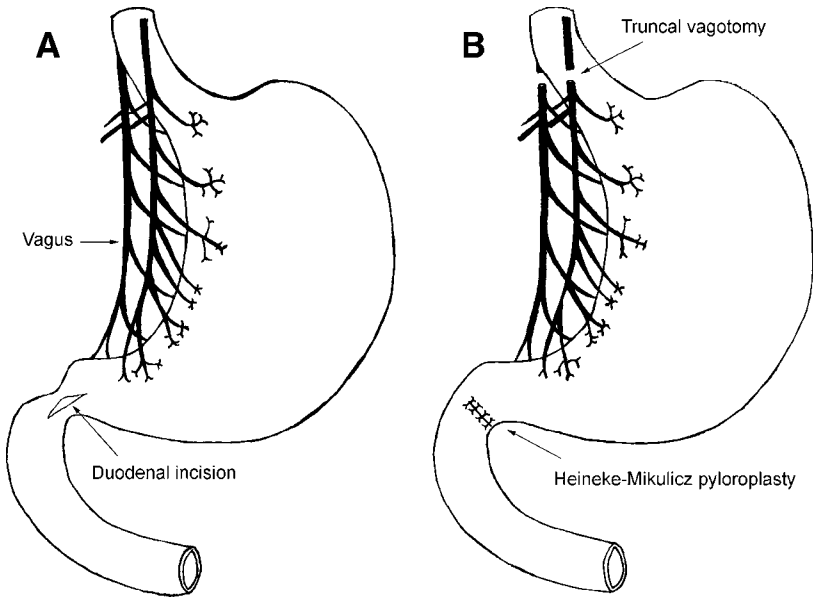 A
Vagus
Duodenal incision
B
Truncal vagotomy
Heineke-Mikulicz pyloroplasty